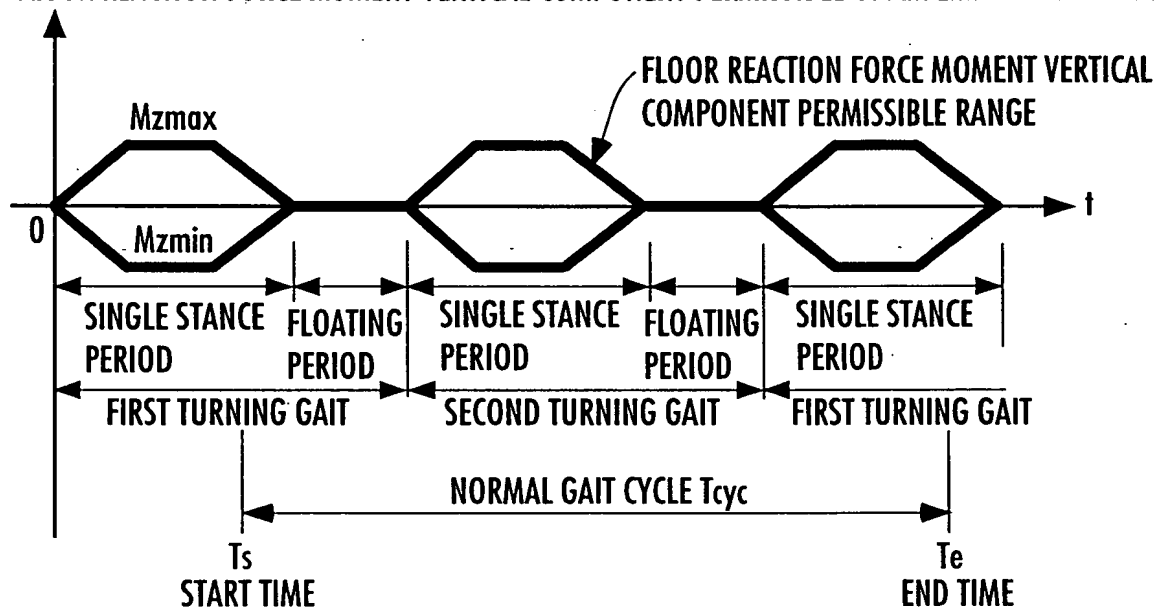 FLOOR REACTION FORCE MOMENT VERTICAL
COMPONENT PERMISSIBLE RANGE
Mzmax
0
t
Mzmin
SINGLE STANCE
PERIOD
FLOATING
PERIOD
SINGLE STANCE
PERIOD
FLOATING
PERIOD
SINGLE STANCE
PERIOD
FIRST TURNING GAIT
SECOND TURNING GAIT
FIRST TURNING GAIT
NORMAL GAIT CYCLE Tcyc
Ts
START TIME
Te
END TIME